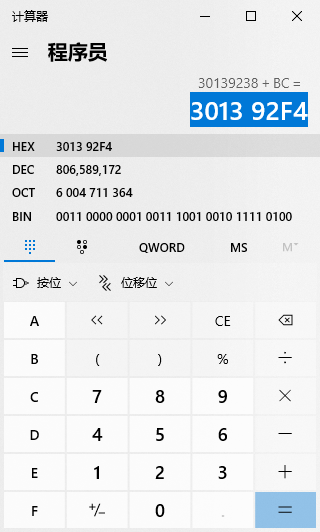 计算器
程序员
30139238 + BC =
3013 92F4
HEX 3013 92F4
DEC 806,589,172
OCT 6 004 711 364
BIN 0011 0000 0001 0011 1001 0010 1111 0100
QWORD MS M˅
按位 位移位
A << >> CE
B ( ) % ÷
C 7 8 9 ×
D 4 5 6 −
E 1 2 3 +
F +/− 0 . =